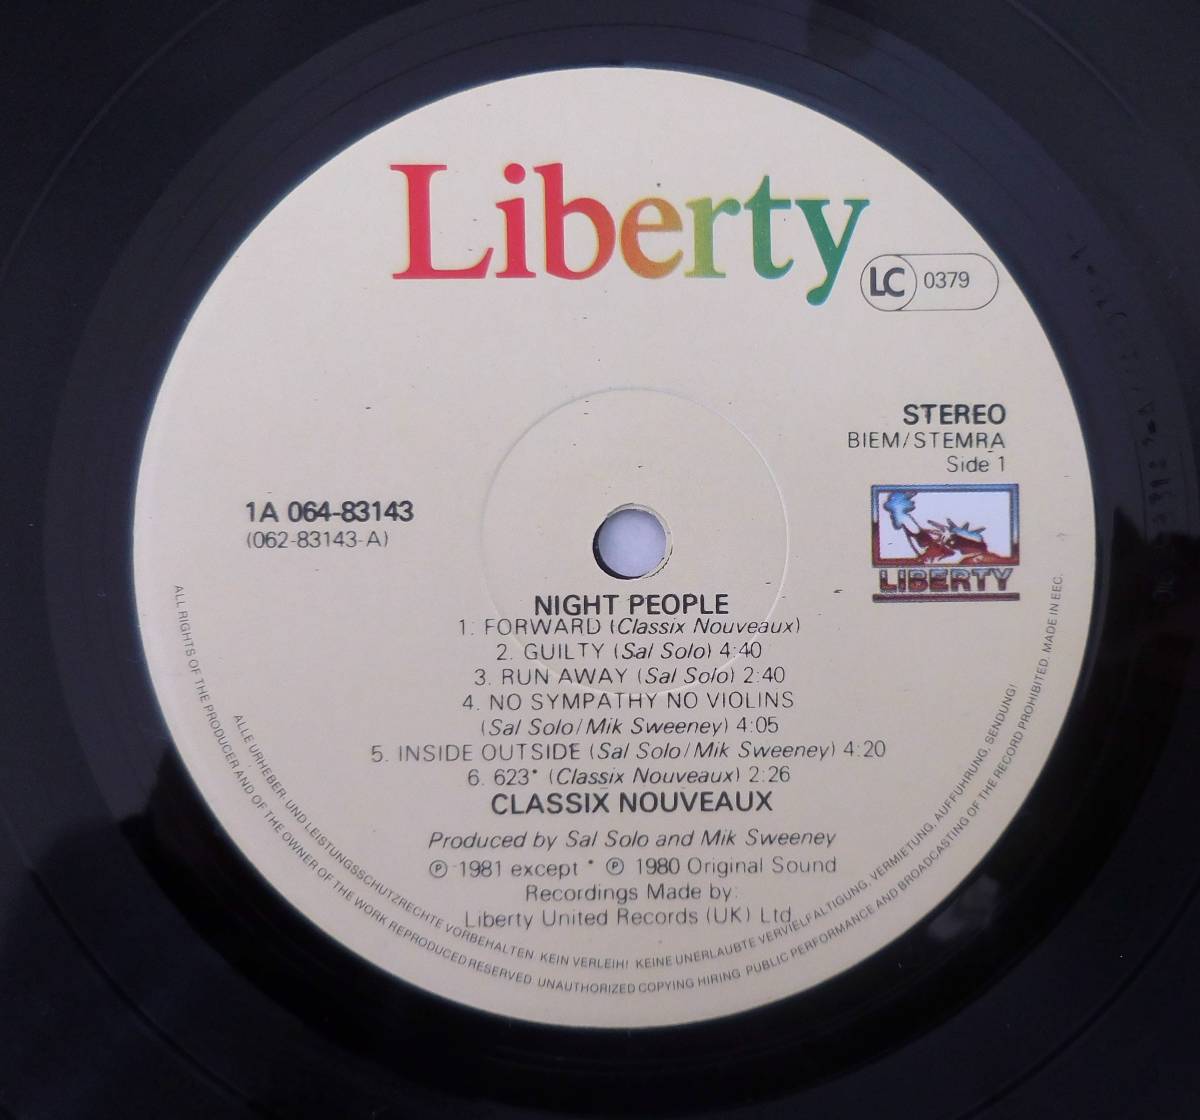 Liberty
LC 0379
STEREO
BIEM/STEMRA
Side 1
LIBERTY
1A 064-83143
(062-83143-A)
NIGHT PEOPLE
1. FORWARD (Classix Nouveaux)
2. GUILTY (Sal Solo) 4:40
3. RUN AWAY (Sal Solo) 2:40
4. NO SYMPATHY NO VIOLINS
(Sal Solo/Mik Sweeney) 4:05
5. INSIDE OUTSIDE (Sal Solo/Mik Sweeney) 4:20
6. 623* (Classix Nouveaux) 2:26
CLASSIX NOUVEAUX
Produced by Sal Solo and Mik Sweeney
℗ 1981 except * ℗ 1980 Original Sound
Recordings Made by:
Liberty United Records (UK) Ltd.
ALLE URHEBER. UND LEISTUNGSSCHUTZRECHTE VORBEHALTEN. KEIN VERLEIH! KEINE UNERLAUBTE VERVIELFALTIGUNG, VERMIETUNG, AUFFUHRUNG, SENDUNG!
ALL RIGHTS OF THE PRODUCER AND OF THE OWNER OF THE WORK REPRODUCED RESERVED. UNAUTHORIZED COPYING HIRING PUBLIC PERFORMANCE AND BROADCASTING OF THE RECORD PROHIBITED. MADE IN EEC.